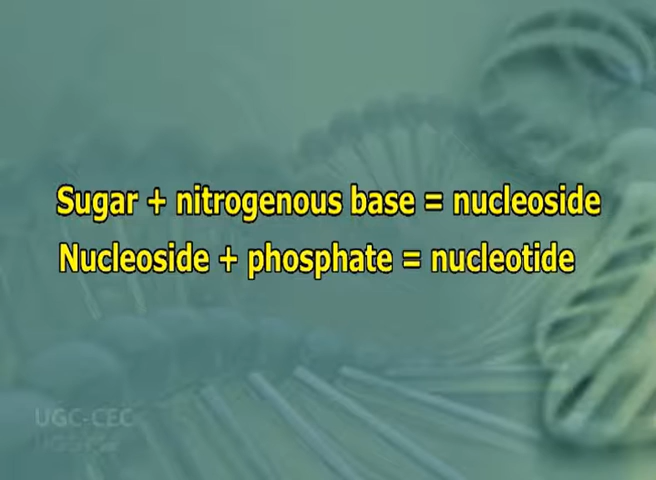 Sugar + nitrogenous base = nucleoside
Nucleoside + phosphate = nucleotide
UGC-CEC